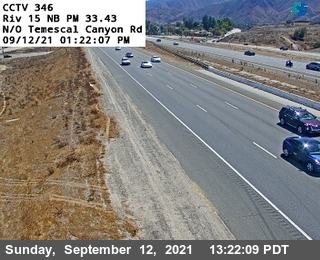 CCTV 346
Riv 15 NB PM 33.43
N/O Temescal Canyon Rd
09/12/21 01:22:07 PM
Sunday, September 12, 2021 13:22:09 PDT